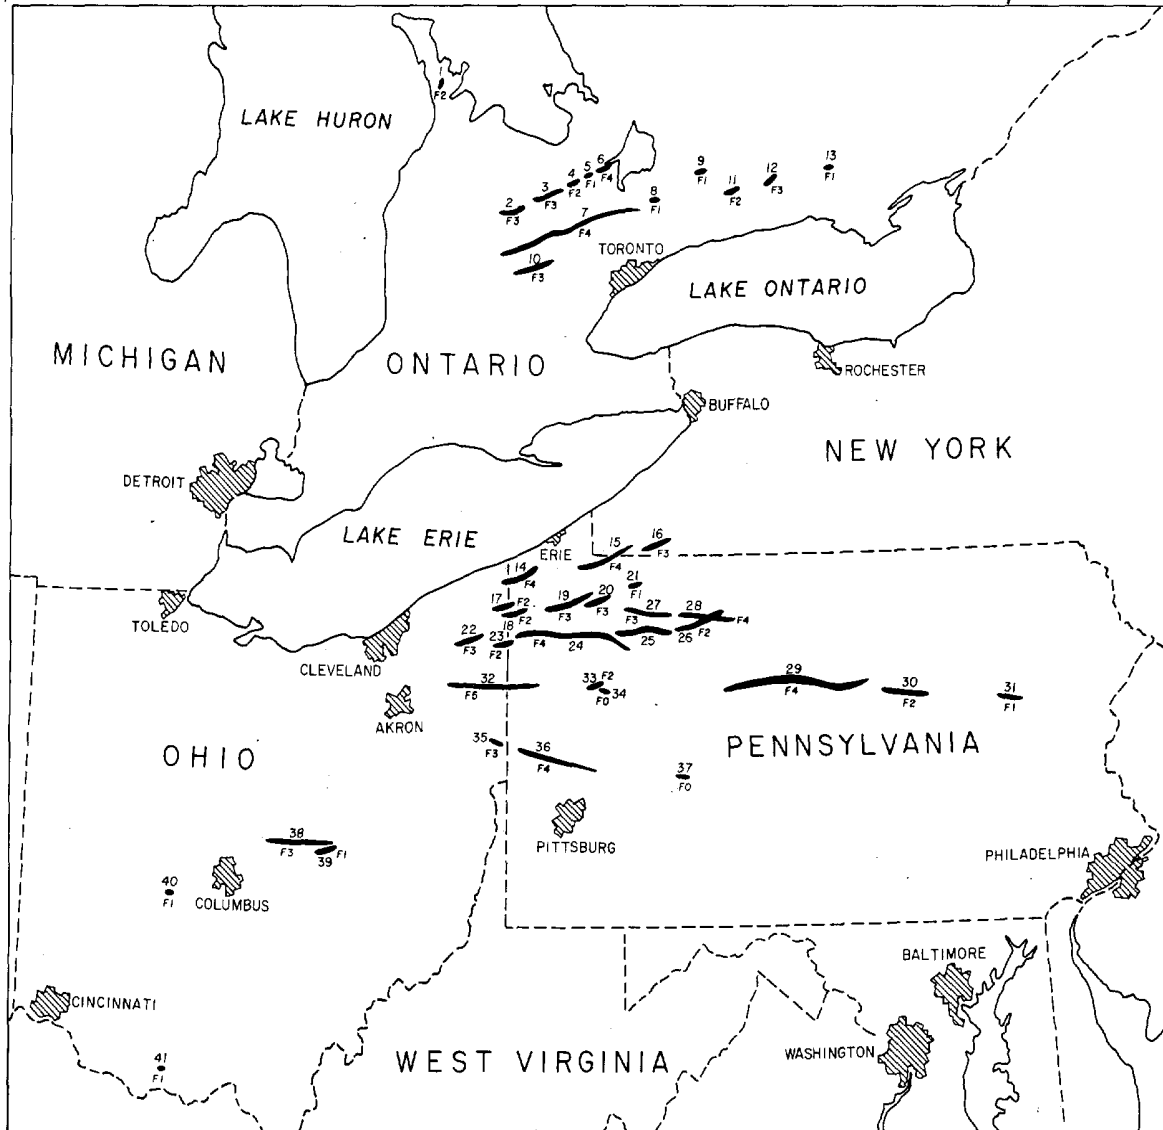 1
F2
LAKE HURON
6
F4
5
F1
4
F2
3
F3
2
F3
7
F4
8
F1
9
F1
11
F2
12
F3
13
F1
10
F3
TORONTO
LAKE ONTARIO
MICHIGAN
ONTARIO
ROCHESTER
BUFFALO
NEW YORK
DETROIT
LAKE ERIE
ERIE
14
F4
15
F4
16
F3
17
F2
18
F2
19
F3
20
F3
21
F1
TOLEDO
CLEVELAND
22
F3
23
F2
F4
24
25
26
F2
F3
27
28
F4
29
F4
30
F2
31
F1
32
F5
33
F2
F0
34
AKRON
OHIO
35
F3
36
F4
37
F0
PENNSYLVANIA
PITTSBURG
38
F3
39
F1
40
F1
COLUMBUS
PHILADELPHIA
BALTIMORE
CINCINNATI
WASHINGTON
WEST VIRGINIA
41
F1